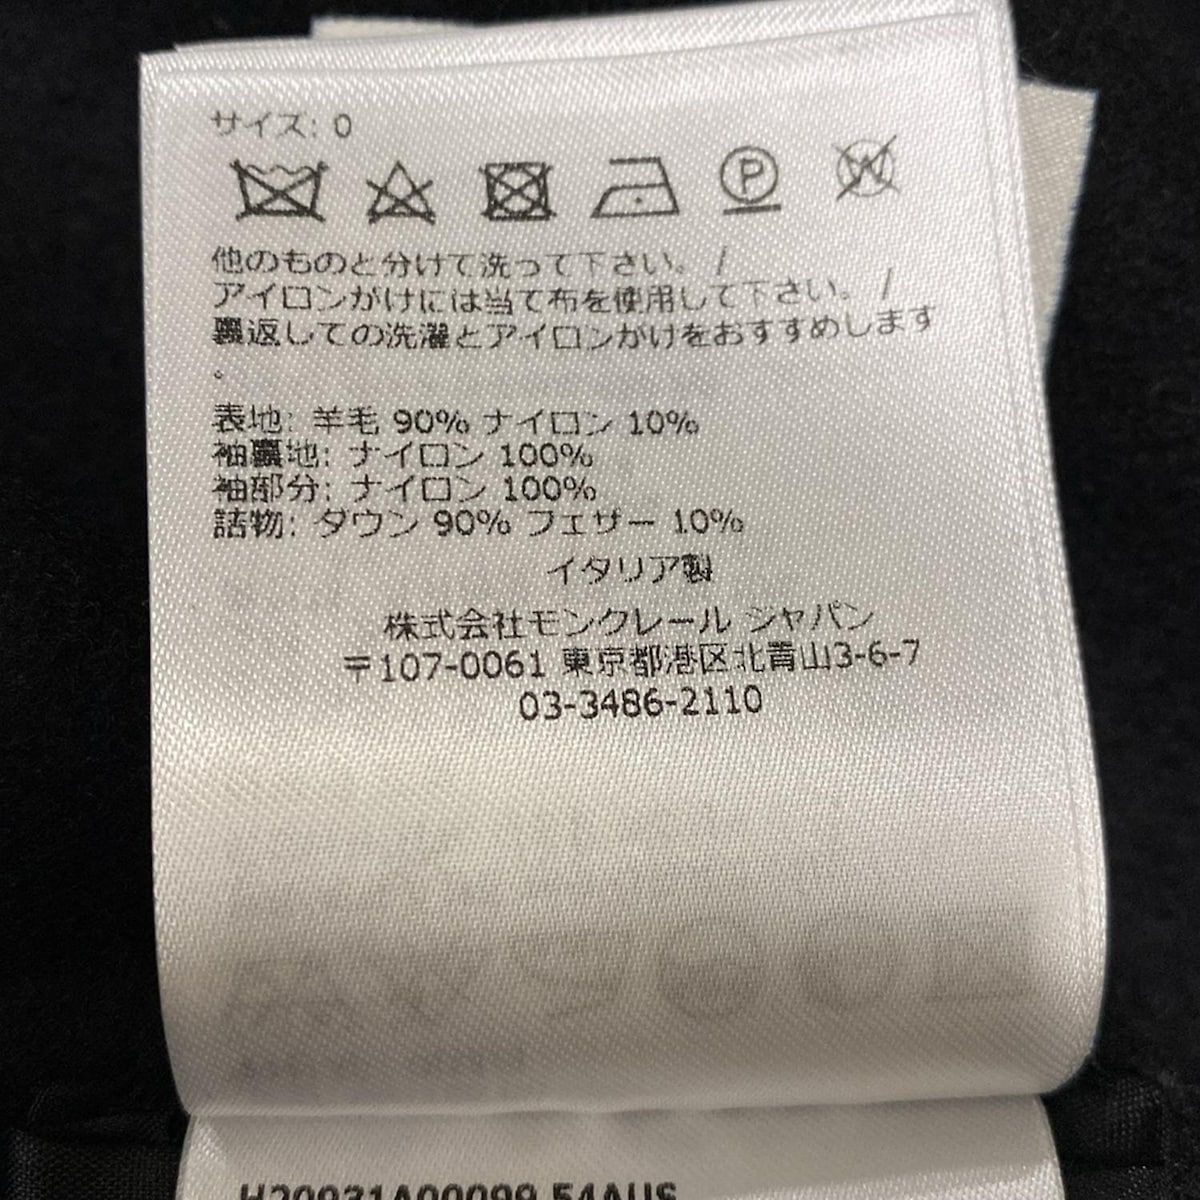 サイズ: 0
P
W
他のものと分けて洗って下さい。 /
アイロンがけには当て布を使用して下さい。 /
裏返しての洗濯とアイロンがけをおすすめします
。
表地: 羊毛 90% ナイロン 10%
袖裏地: ナイロン 100%
袖部分: ナイロン 100%
詰物: ダウン 90% フェザー 10%
イタリア製
株式会社モンクレール ジャパン
〒107-0061 東京都港区北青山3-6-7
03-3486-2110
H20931A00099 54AUS